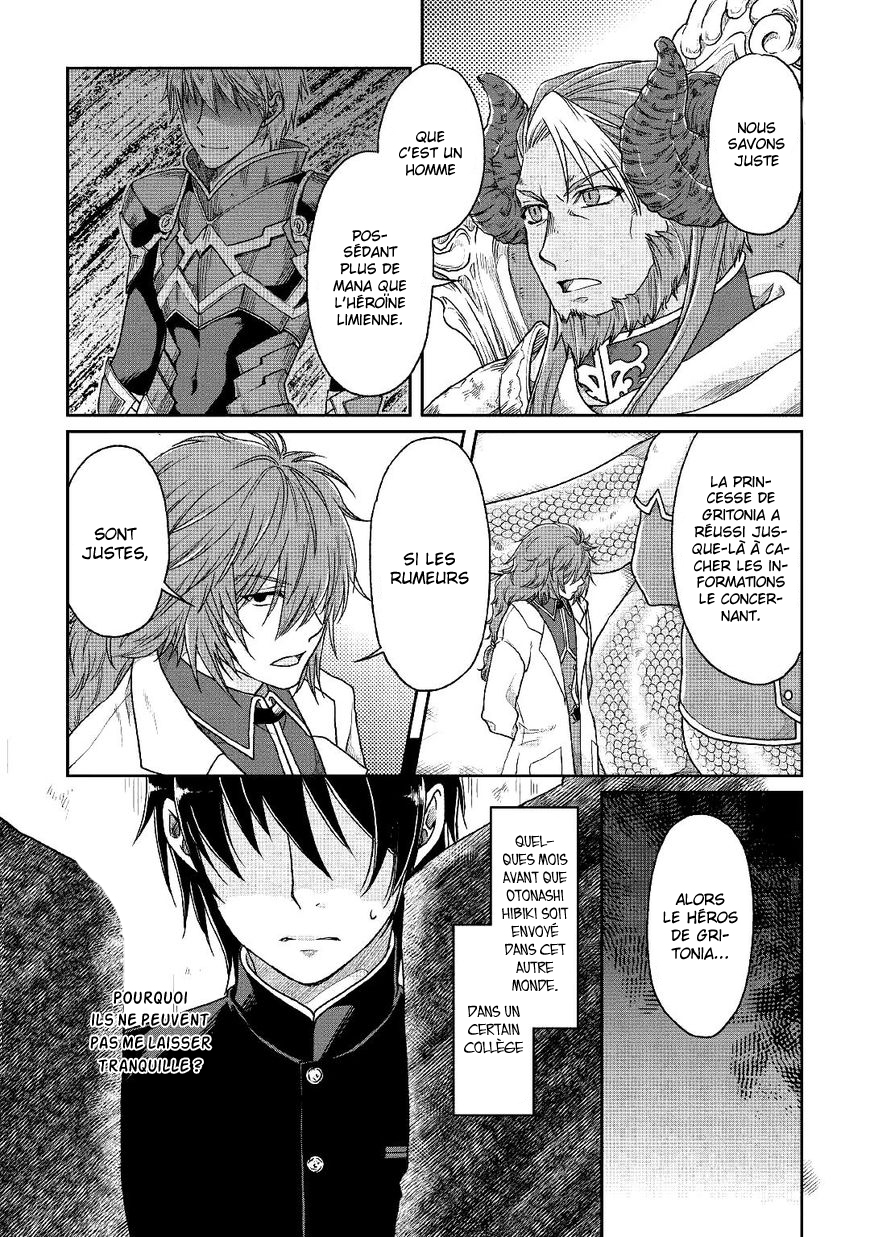 NOUS
SAVONS
JUSTE
QUE
C'EST UN
HOMME
POS-
SÉDANT
PLUS DE
MANA QUE
L'HÉROÏNE
LIMIENNE.
LA PRIN-
CESSE DE
GRITONIA A
RÉUSSI JUS-
QUE-LÀ À CA-
CHER LES IN-
FORMATIONS
LE CONCER-
NANT.
SI LES
RUMEURS
SONT
JUSTES,
ALORS
LE HÉROS
DE GRI-
TONIA...
QUEL-
QUES MOIS
AVANT QUE
OTONASHI
HIBIKI SOIT
ENVOYÉ
DANS CET
AUTRE
MONDE.
DANS UN
CERTAIN
COLLÈGE
POURQUOI
ILS NE PEUVENT
PAS ME LAISSER
TRANQUILLE ?